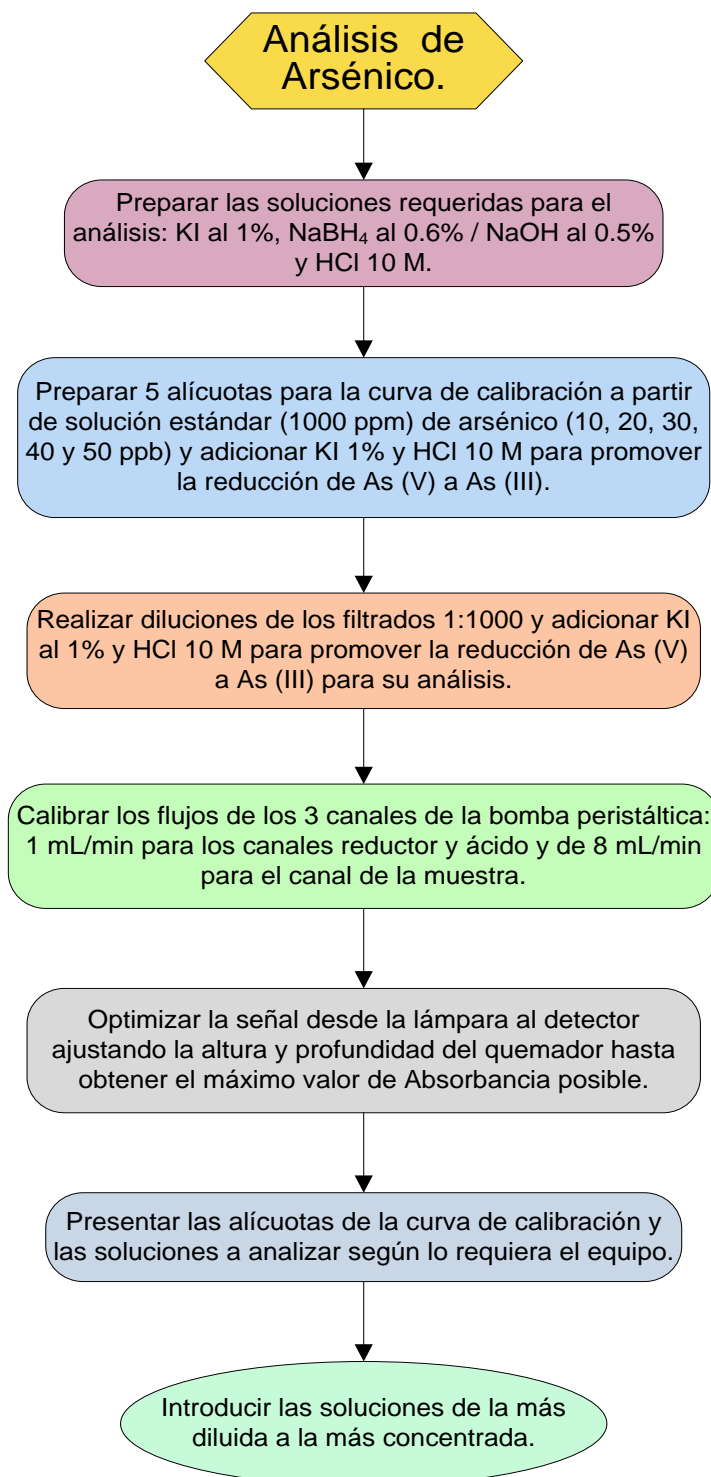 Análisis de
Arsénico.
Preparar las soluciones requeridas para el
análisis: KI al 1%, NaBH₄ al 0.6% / NaOH al 0.5%
y HCl 10 M.
Preparar 5 alícuotas para la curva de calibración a partir
de solución estándar (1000 ppm) de arsénico (10, 20, 30,
40 y 50 ppb) y adicionar KI 1% y HCl 10 M para promover
la reducción de As (V) a As (III).
Realizar diluciones de los filtrados 1:1000 y adicionar KI
al 1% y HCl 10 M para promover la reducción de As (V)
a As (III) para su análisis.
Calibrar los flujos de los 3 canales de la bomba peristáltica:
1 mL/min para los canales reductor y ácido y de 8 mL/min
para el canal de la muestra.
Optimizar la señal desde la lámpara al detector
ajustando la altura y profundidad del quemador hasta
obtener el máximo valor de Absorbancia posible.
Presentar las alícuotas de la curva de calibración y
las soluciones a analizar según lo requiera el equipo.
Introducir las soluciones de la más
diluida a la más concentrada.